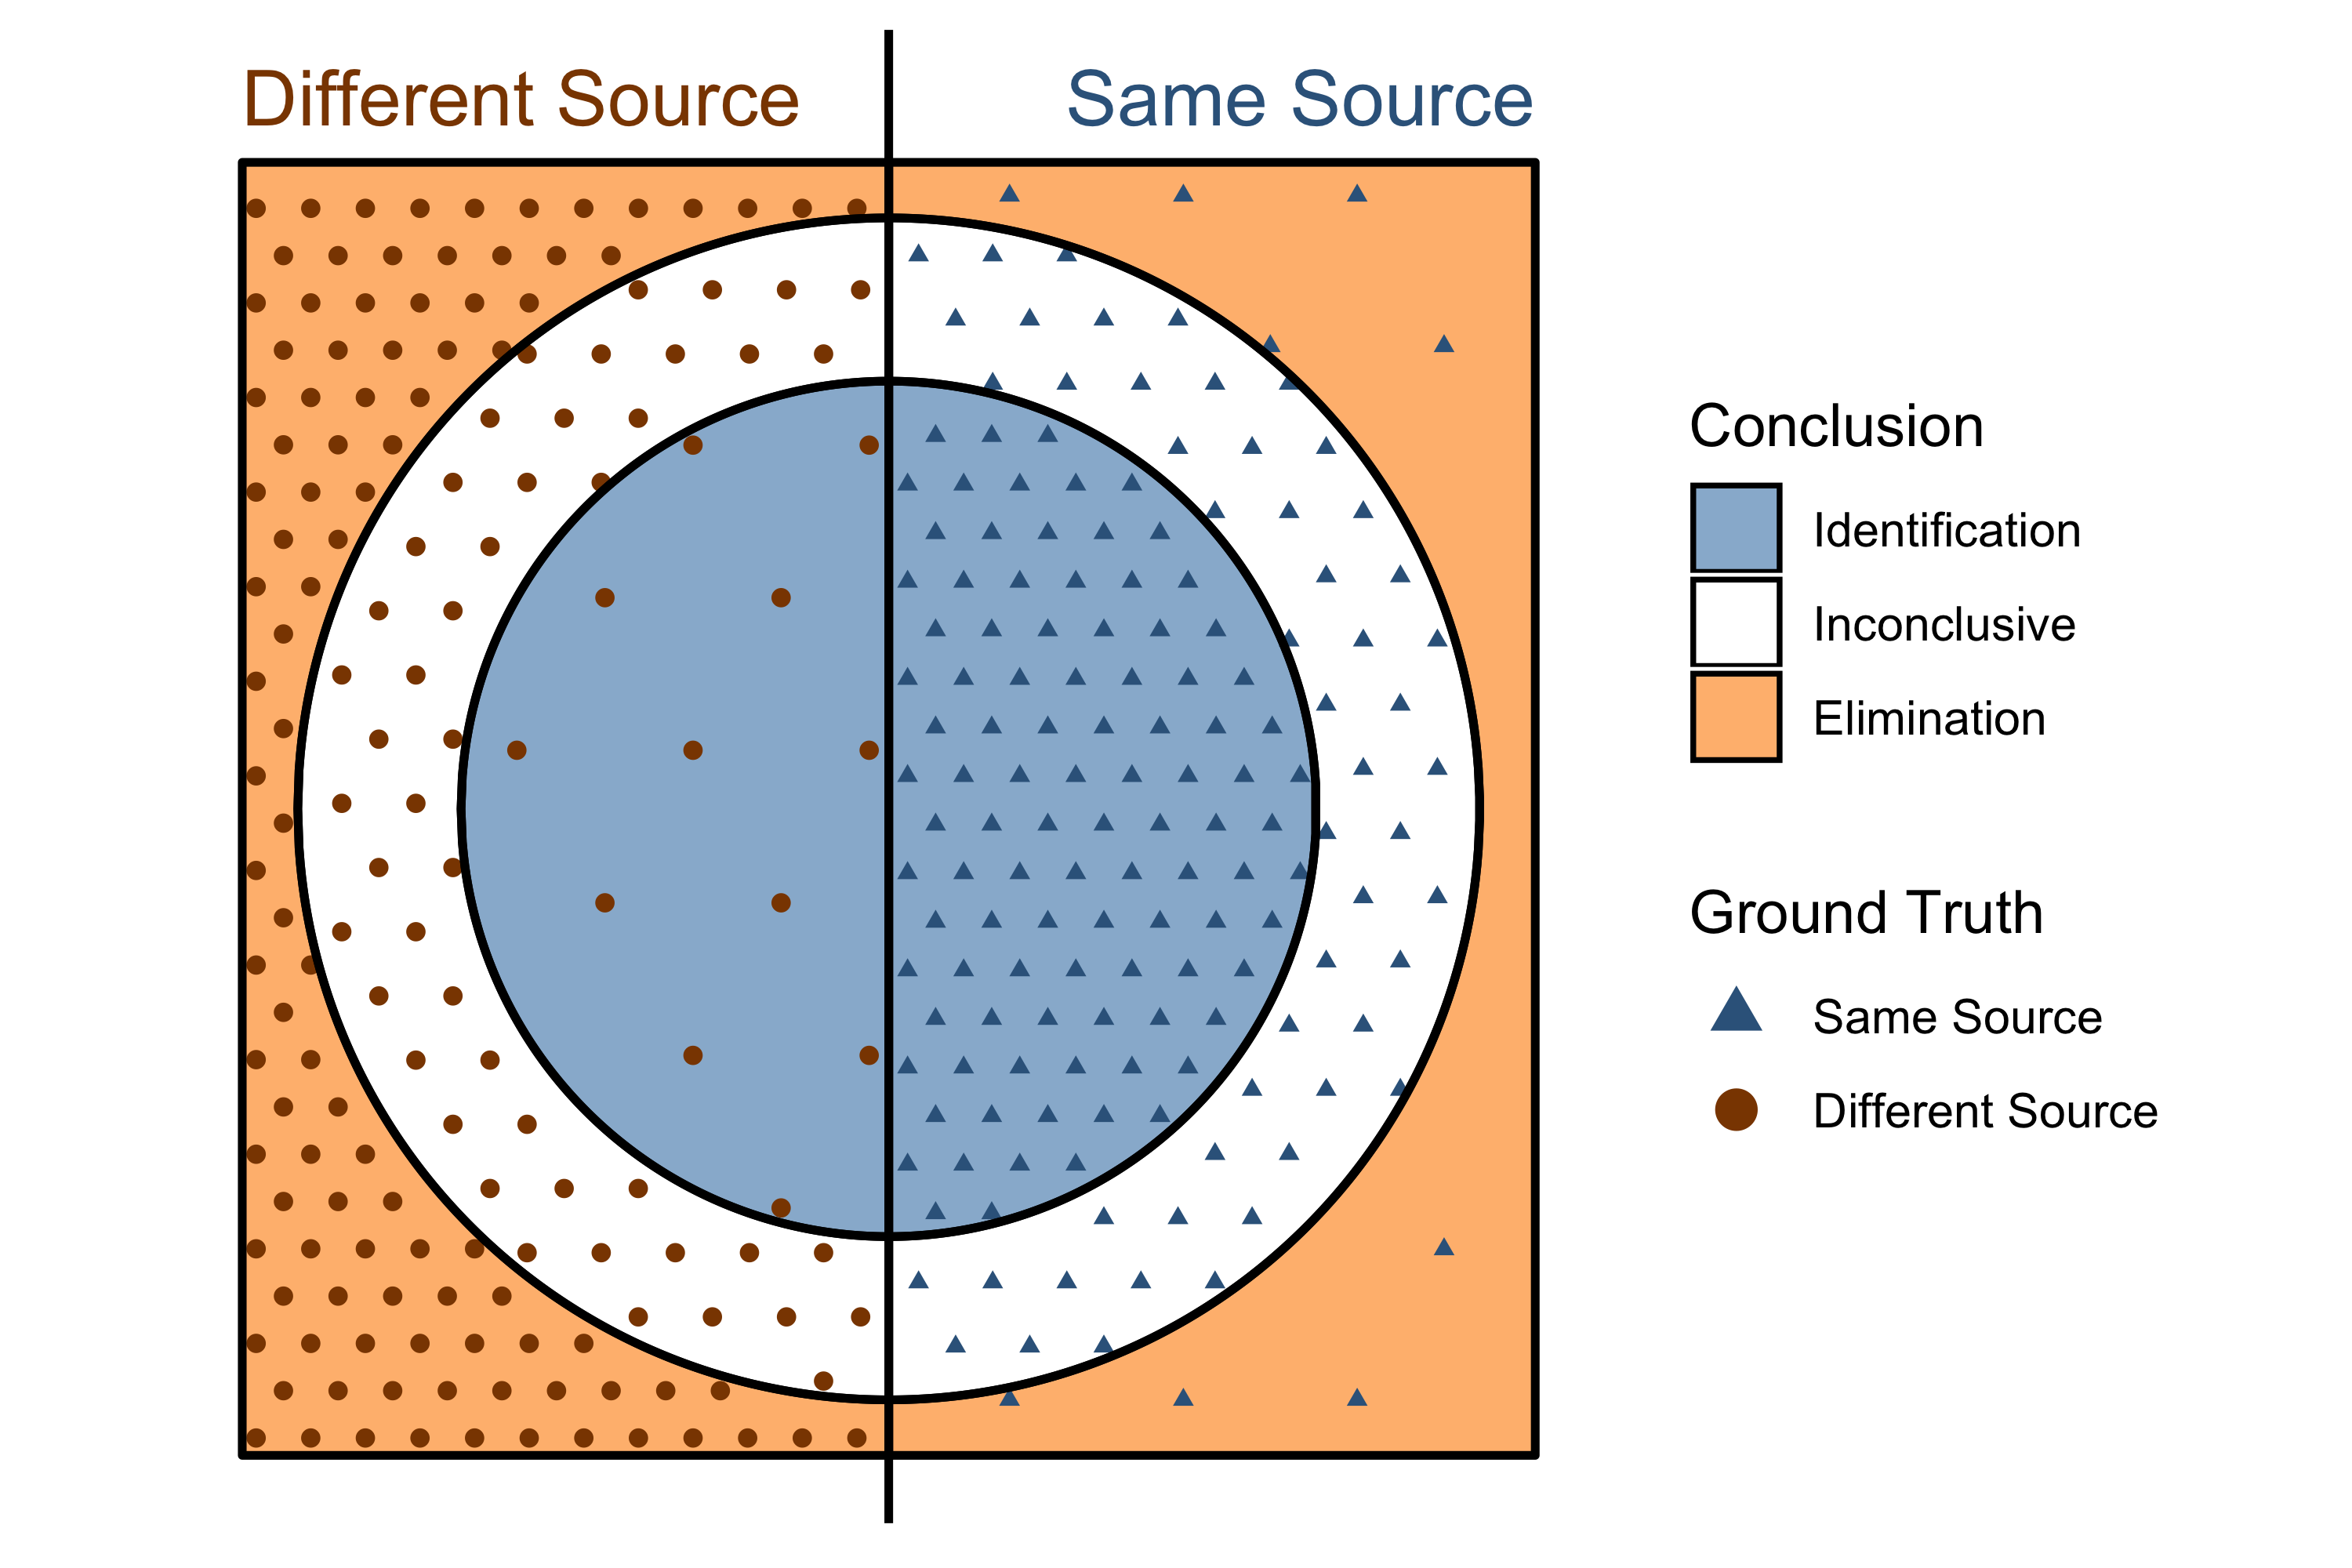 Different Source
Same Source
Conclusion
Identification
Inconclusive
Elimination
Ground Truth
Same Source
Different Source